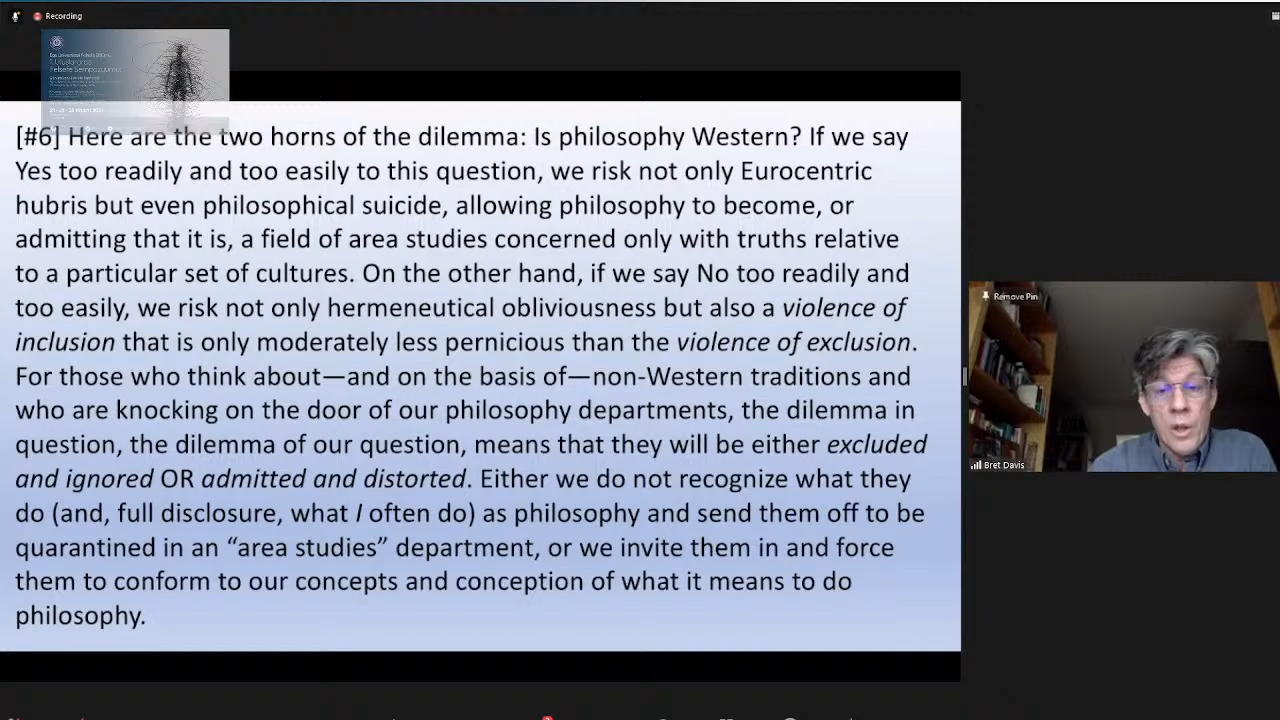 Recording
Ege Üniversitesi Felsefe Bölümü
Felsefe Sempozyumu
[#6] Here are the two horns of the dilemma: Is philosophy Western? If we say
Yes too readily and too easily to this question, we risk not only Eurocentric
hubris but even philosophical suicide, allowing philosophy to become, or
admitting that it is, a field of area studies concerned only with truths relative
to a particular set of cultures. On the other hand, if we say No too readily and
too easily, we risk not only hermeneutical obliviousness but also a violence of
inclusion that is only moderately less pernicious than the violence of exclusion.
For those who think about—and on the basis of—non-Western traditions and
who are knocking on the door of our philosophy departments, the dilemma in
question, the dilemma of our question, means that they will be either excluded
and ignored OR admitted and distorted. Either we do not recognize what they
do (and, full disclosure, what I often do) as philosophy and send them off to be
quarantined in an “area studies” department, or we invite them in and force
them to conform to our concepts and conception of what it means to do
philosophy.
Remove Pin
Bret Davis